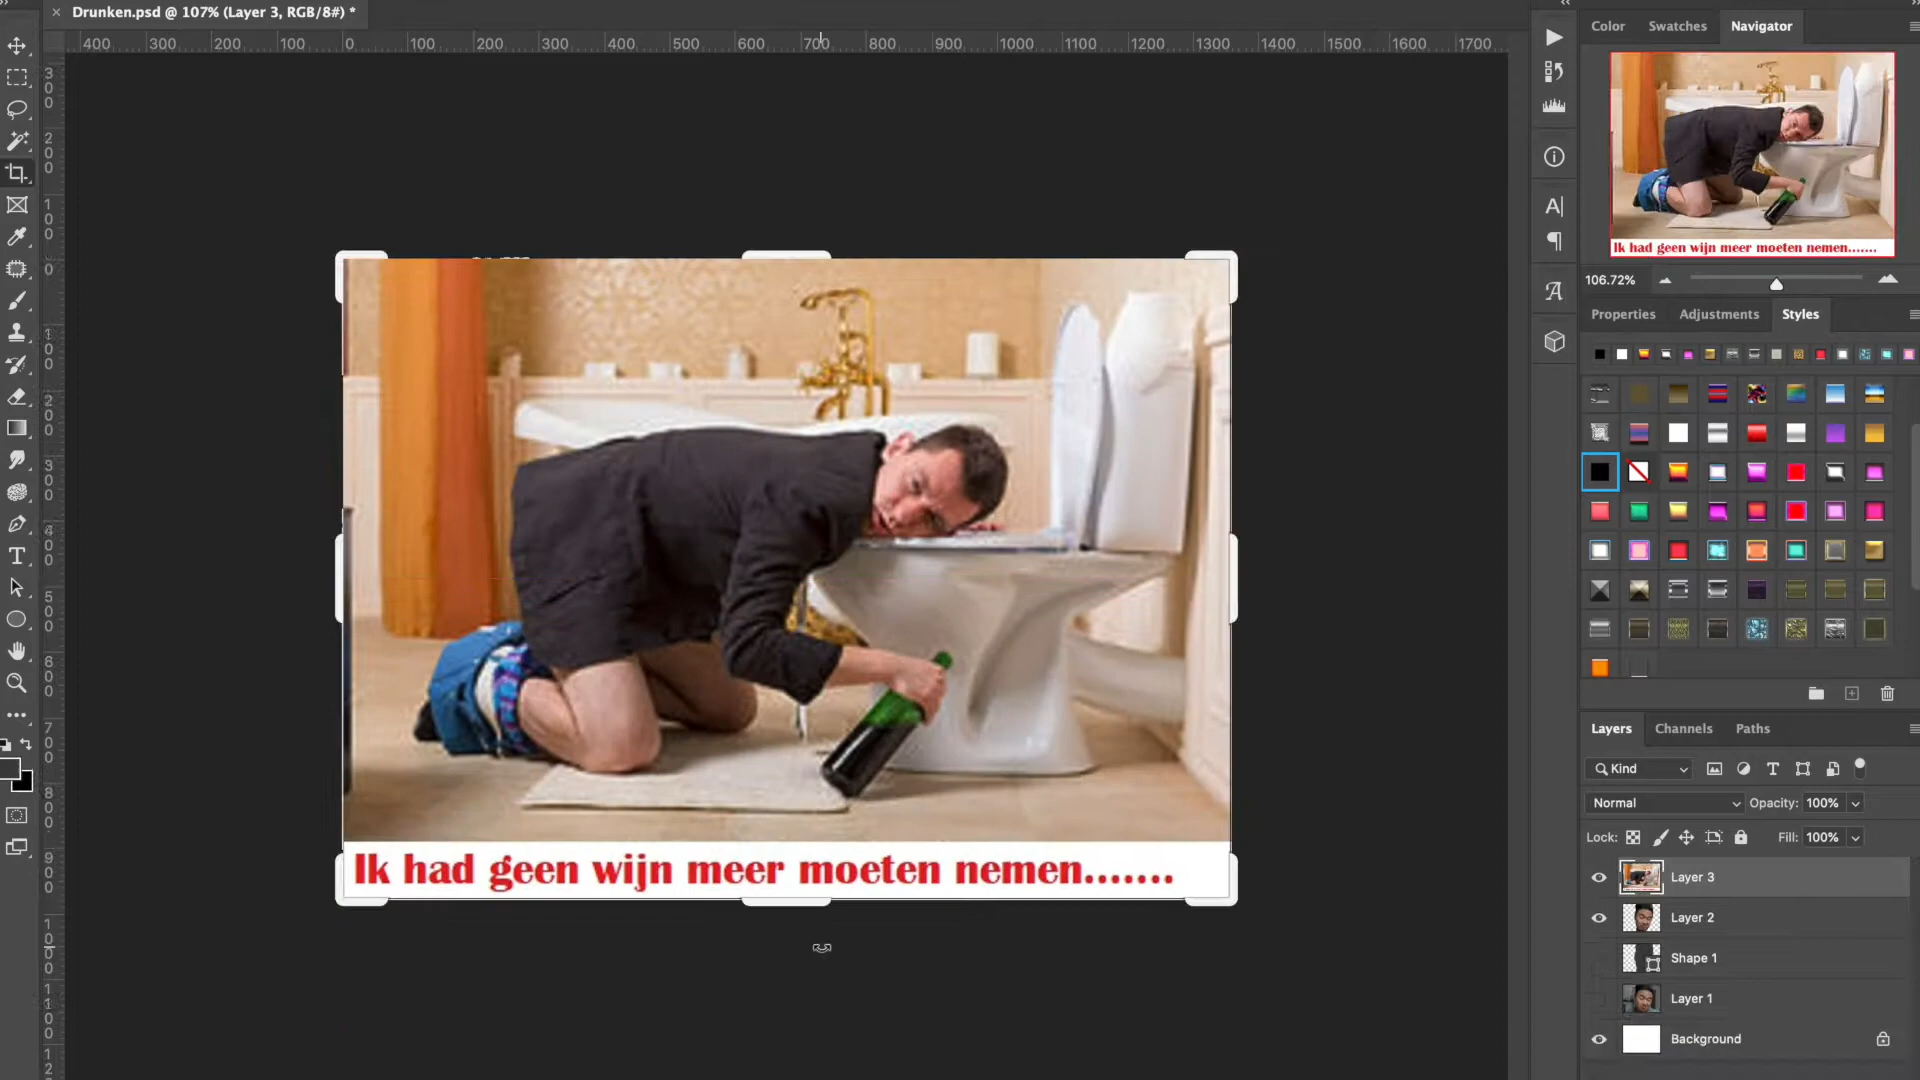 Drunken.psd @ 107% (Layer 3, RGB/8#) *
400 300 200 100 0 100 200 300 400 500 600 700 800 900 1000 1100 1200 1300 1400 1500 1600 1700
Color Swatches Navigator
Ik had geen wijn meer moeten nemen.......
106.72%
Properties Adjustments Styles
Ik had geen wijn meer moeten nemen.......
Layers Channels Paths
Kind
Normal Opacity: 100%
Lock: Fill: 100%
Layer 3
Layer 2
Shape 1
Layer 1
Background